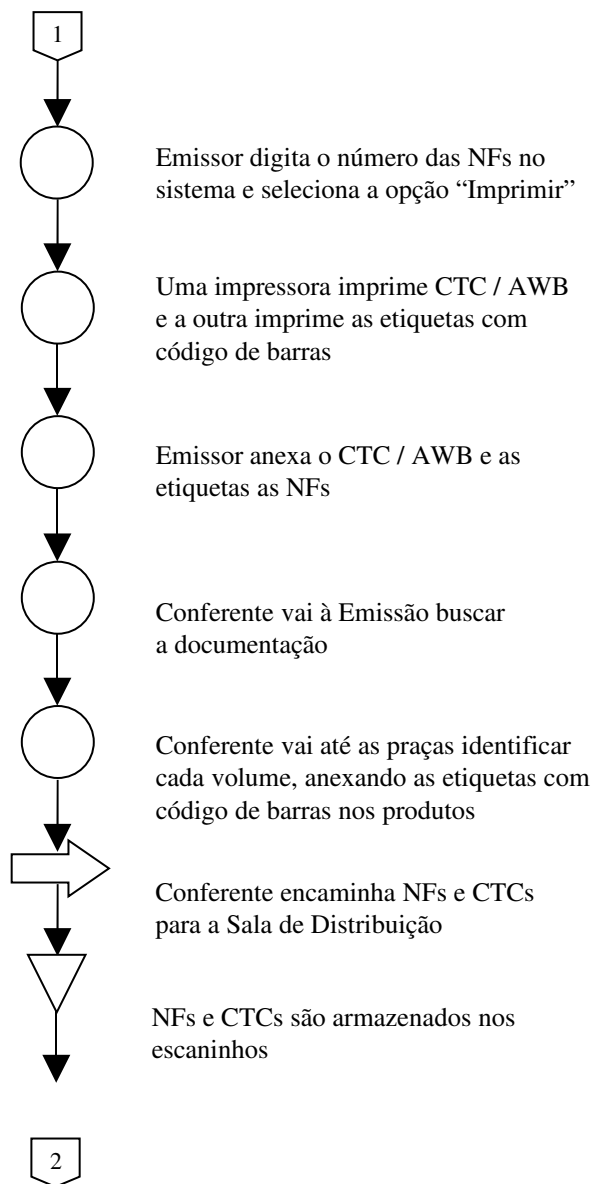 1
Emissor digita o número das NFs no
sistema e seleciona a opção “Imprimir”
Uma impressora imprime CTC / AWB
e a outra imprime as etiquetas com
código de barras
Emissor anexa o CTC / AWB e as
etiquetas as NFs
Conferente vai à Emissão buscar
a documentação
Conferente vai até as praças identificar
cada volume, anexando as etiquetas com
código de barras nos produtos
Conferente encaminha NFs e CTCs
para a Sala de Distribuição
NFs e CTCs são armazenados nos
escaninhos
2